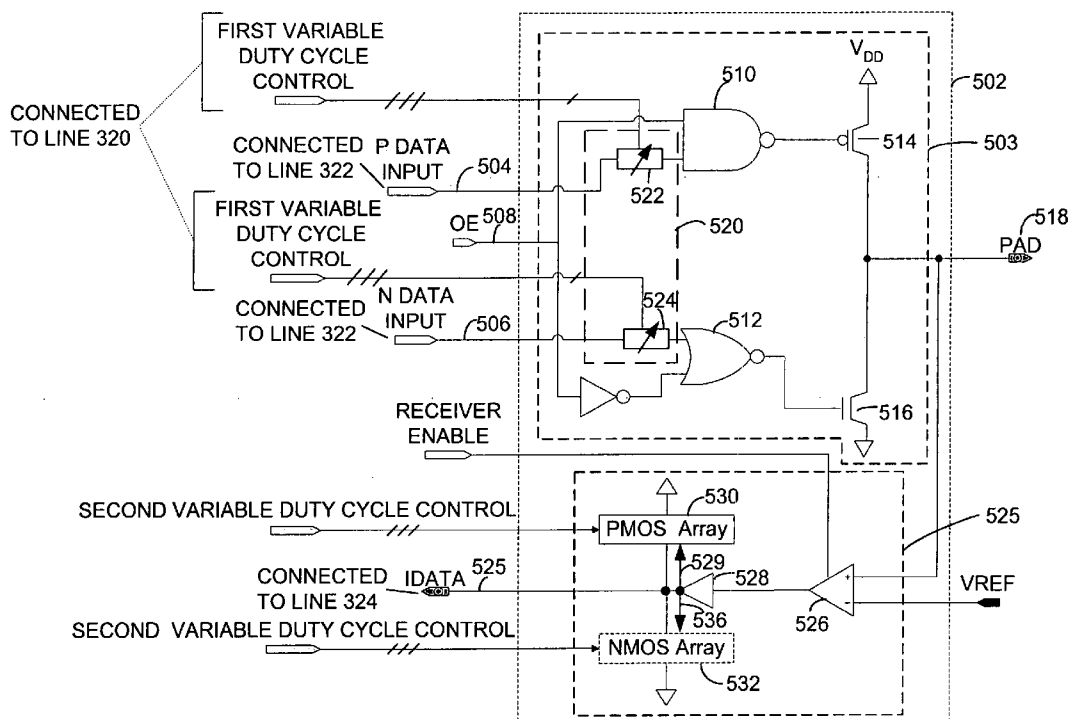 FIRST VARIABLE
DUTY CYCLE
CONTROL
CONNECTED
TO LINE 320
CONNECTED
TO LINE 322
P DATA
INPUT
504
FIRST VARIABLE
DUTY CYCLE
CONTROL
OE
508
CONNECTED
TO LINE 322
N DATA
INPUT
506
510
VDD
502
503
514
522
520
518
PAD
524
512
516
RECEIVER
ENABLE
SECOND VARIABLE DUTY CYCLE CONTROL
530
PMOS Array
525
529
528
CONNECTED
TO LINE 324
IDATA
525
526
+
-
VREF
536
SECOND VARIABLE DUTY CYCLE CONTROL
NMOS Array
532